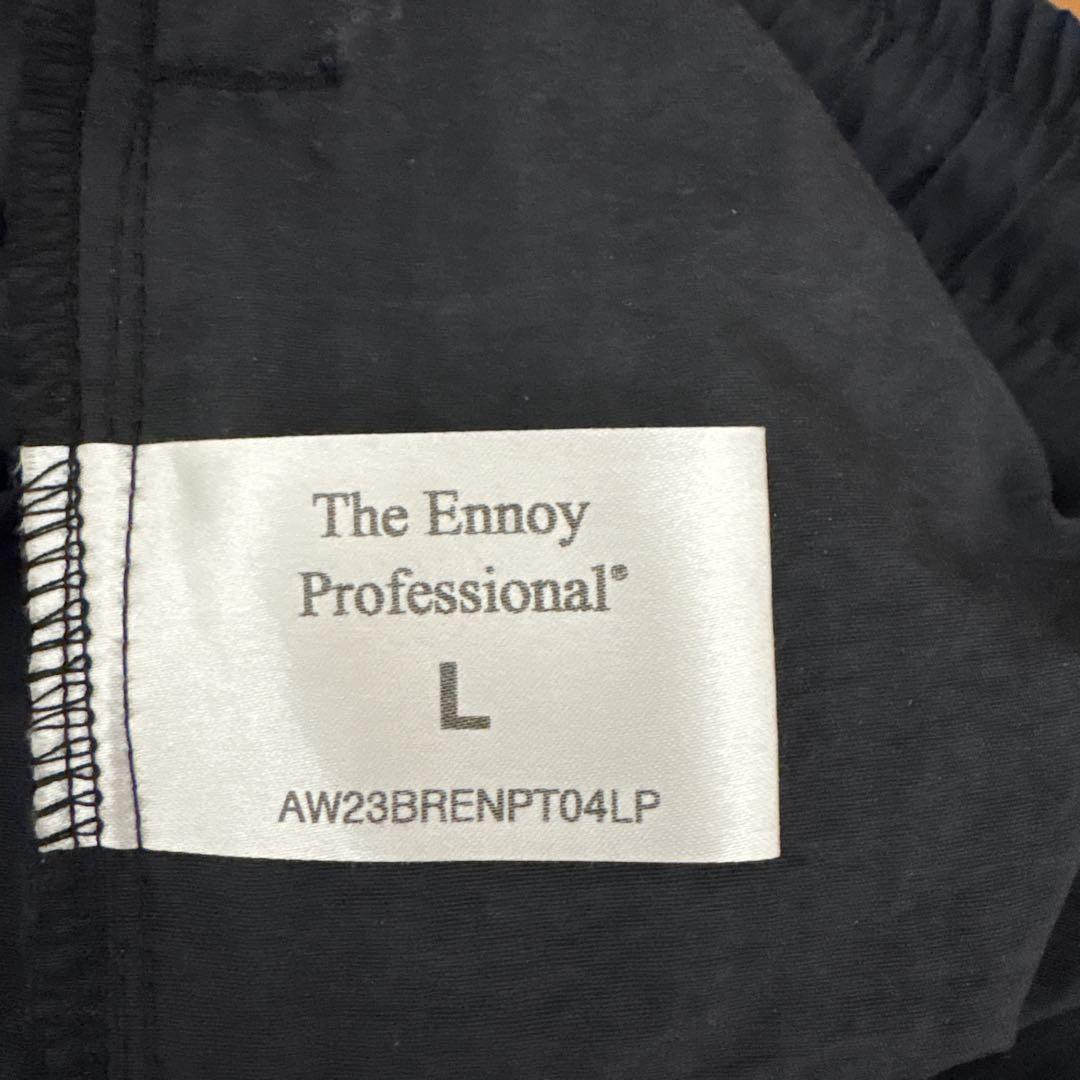 The Ennoy
Professional®
L
AW23BRENPT04LP